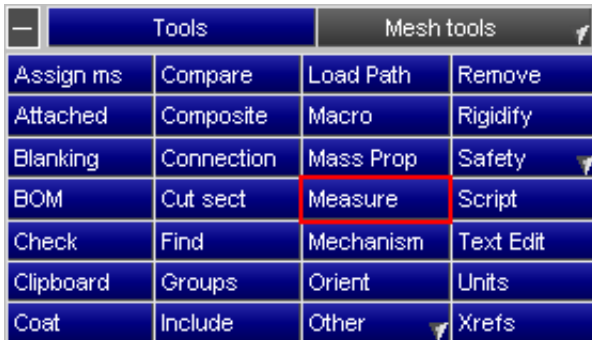 Tools Mesh tools
Assign ms Compare Load Path Remove
Attached Composite Macro Rigidify
Blanking Connection Mass Prop Safety
BOM Cut sect Measure Script
Check Find Mechanism Text Edit
Clipboard Groups Orient Units
Coat Include Other Xrefs